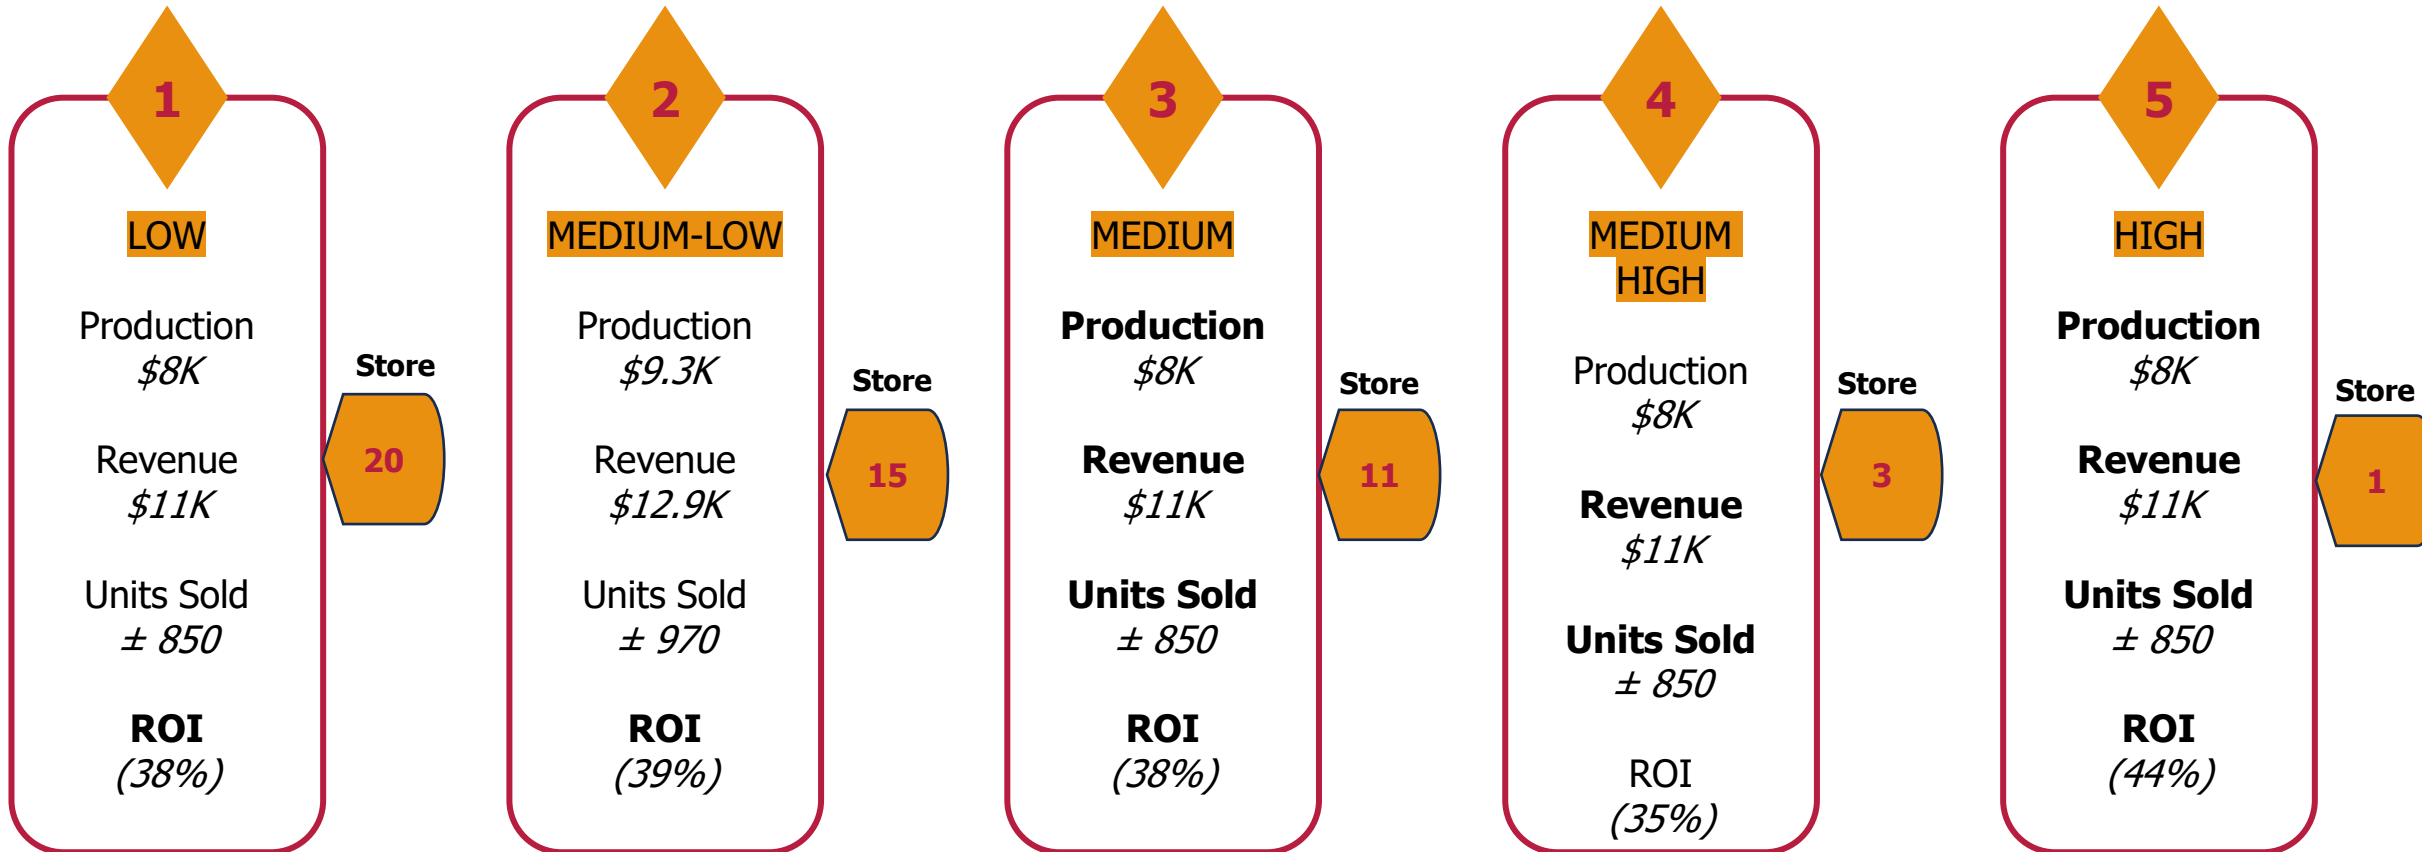 1
LOW
Production
$8K
Revenue
$11K
Units Sold
± 850
ROI
(38%)
Store
20
2
MEDIUM-LOW
Production
$9.3K
Revenue
$12.9K
Units Sold
± 970
ROI
(39%)
Store
15
3
MEDIUM
Production
$8K
Revenue
$11K
Units Sold
± 850
ROI
(38%)
Store
11
4
MEDIUM
HIGH
Production
$8K
Revenue
$11K
Units Sold
± 850
ROI
(35%)
Store
3
5
HIGH
Production
$8K
Revenue
$11K
Units Sold
± 850
ROI
(44%)
Store
1